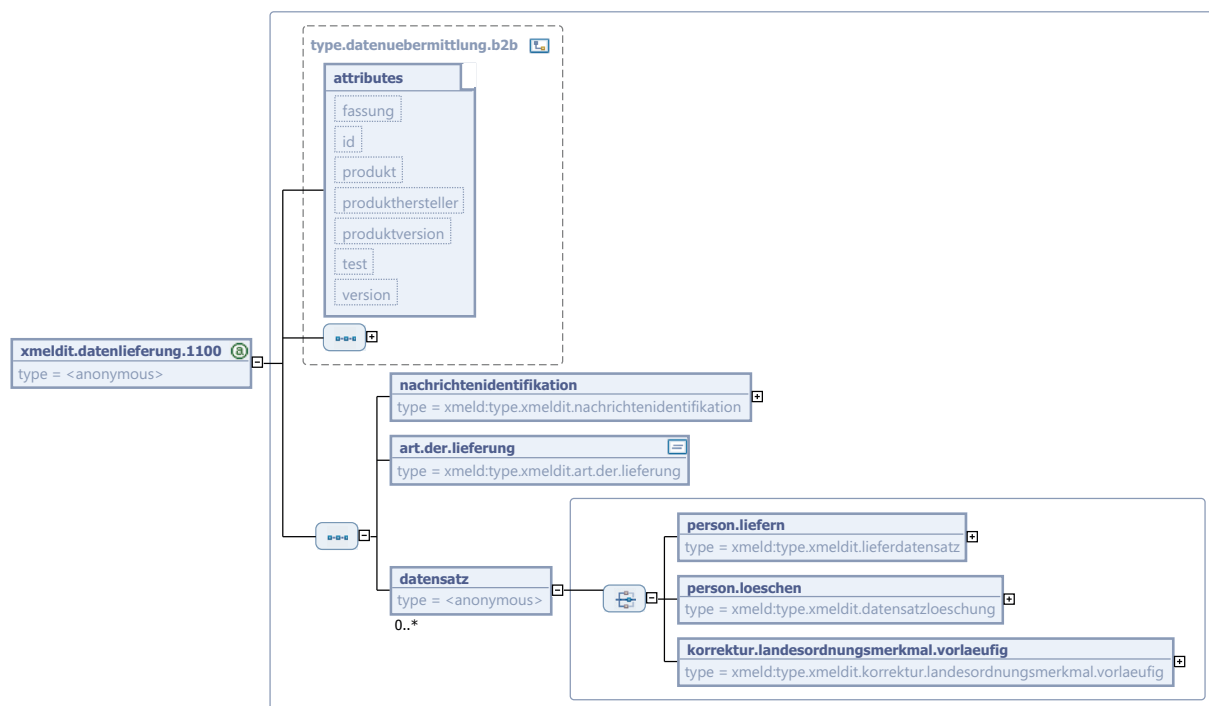 type.datenuebermittlung.b2b
attributes
fassung
id
produkt
produkthersteller
produktversion
test
version
xmeldit.datenlieferung.1100 a
type = <anonymous>
nachrichtenidentifikation
type = xmeld:type.xmeldit.nachrichtenidentifikation
art.der.lieferung
type = xmeld:type.xmeldit.art.der.lieferung
person.liefern
type = xmeld:type.xmeldit.lieferdatensatz
datensatz
type = <anonymous>
0..*
person.loeschen
type = xmeld:type.xmeldit.datensatzloeschung
korrektur.landesordnungsmerkmal.vorlaeufig
type = xmeld:type.xmeldit.korrektur.landesordnungsmerkmal.vorlaeufig